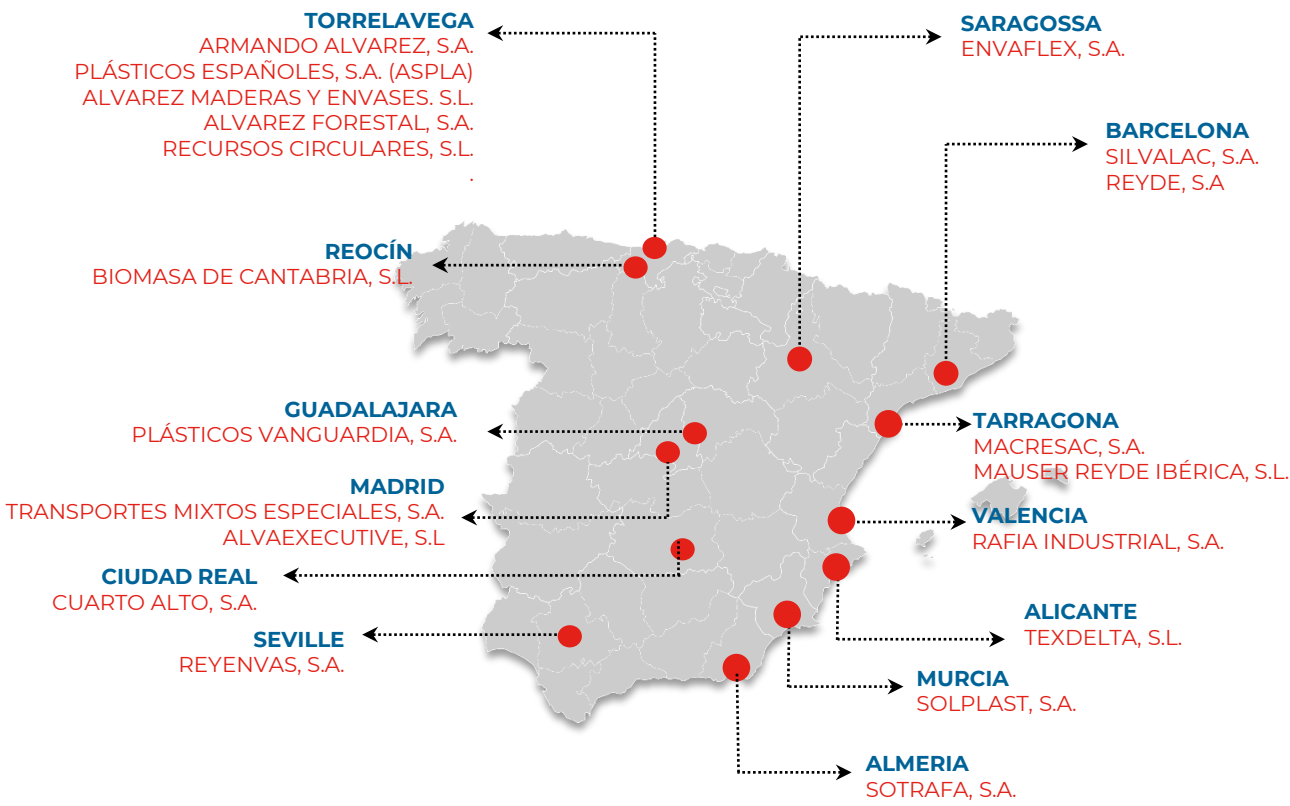 TORRELAVEGA
ARMANDO ALVAREZ, S.A.
PLÁSTICOS ESPAÑOLES, S.A. (ASPLA)
ALVAREZ MADERAS Y ENVASES. S.L.
ALVAREZ FORESTAL, S.A.
RECURSOS CIRCULARES, S.L.
.
SARAGOSSA
ENVAFLEX, S.A.
BARCELONA
SILVALAC, S.A.
REYDE, S.A
REOCÍN
BIOMASA DE CANTABRIA, S.L.
GUADALAJARA
PLÁSTICOS VANGUARDIA, S.A.
TARRAGONA
MACRESAC, S.A.
MAUSER REYDE IBÉRICA, S.L.
MADRID
TRANSPORTES MIXTOS ESPECIALES, S.A.
ALVAEXECUTIVE, S.L
VALENCIA
RAFIA INDUSTRIAL, S.A.
CIUDAD REAL
CUARTO ALTO, S.A.
ALICANTE
TEXDELTA, S.L.
SEVILLE
REYENVAS, S.A.
MURCIA
SOLPLAST, S.A.
ALMERIA
SOTRAFA, S.A.